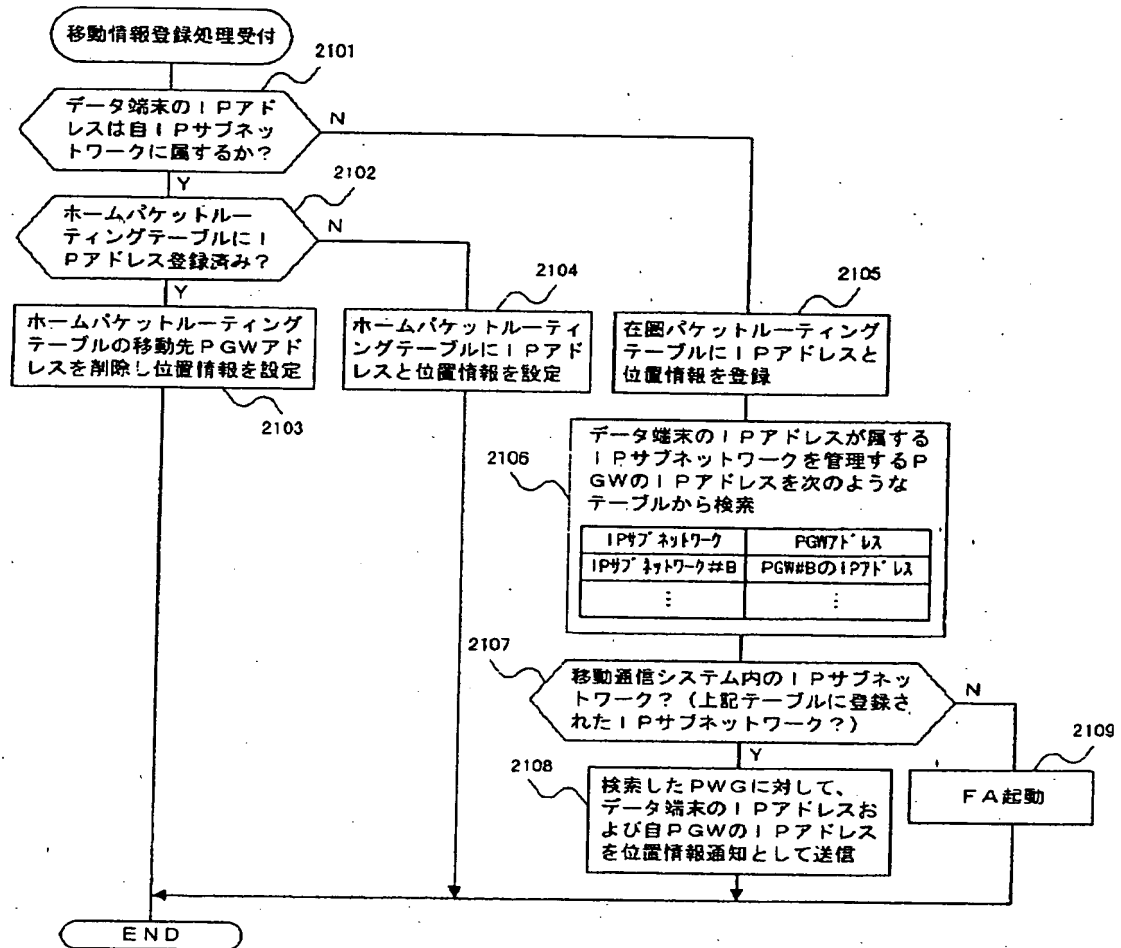 移動情報登録処理受付
2101
データ端末のIPアド
レスは自IPサブネッ
トワークに属するか?
N
Y
2102
ホームパケットルー
ティングテーブルにI
Pアドレス登録済み?
N
Y
ホームパケットルーティング
テーブルの移動先PGWアド
レスを削除し位置情報を設定
2103
2104
ホームパケットルーティ
ングテーブルにIPアド
レスと位置情報を設定
2105
在圏パケットルーティング
テーブルにIPアドレスと
位置情報を登録
2106
データ端末のIPアドレスが属する
IPサブネットワークを管理するP
GWのIPアドレスを次のような
テーブルから検索
IPサブネットワーク
PGWアドレス
IPサブネットワーク#B
PGW#BのIPアドレス
⋮
⋮
2107
移動通信システム内のIPサブネッ
トワーク?(上記テーブルに登録さ
れたIPサブネットワーク?)
N
Y
2108
検索したPWGに対して、
データ端末のIPアドレスお
よび自PGWのIPアドレス
を位置情報通知として送信
2109
FA起動
END